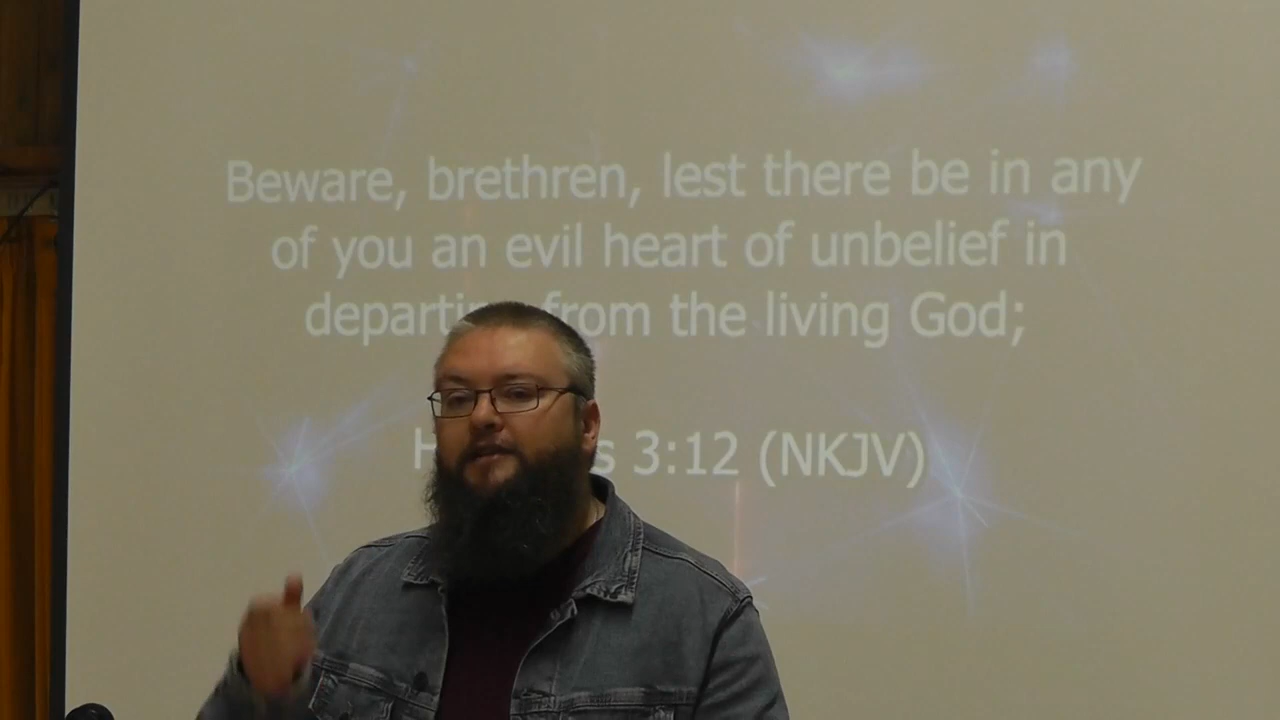 Beware, brethren, lest there be in any
of you an evil heart of unbelief in
from the living God;
3:12 (NKJV)